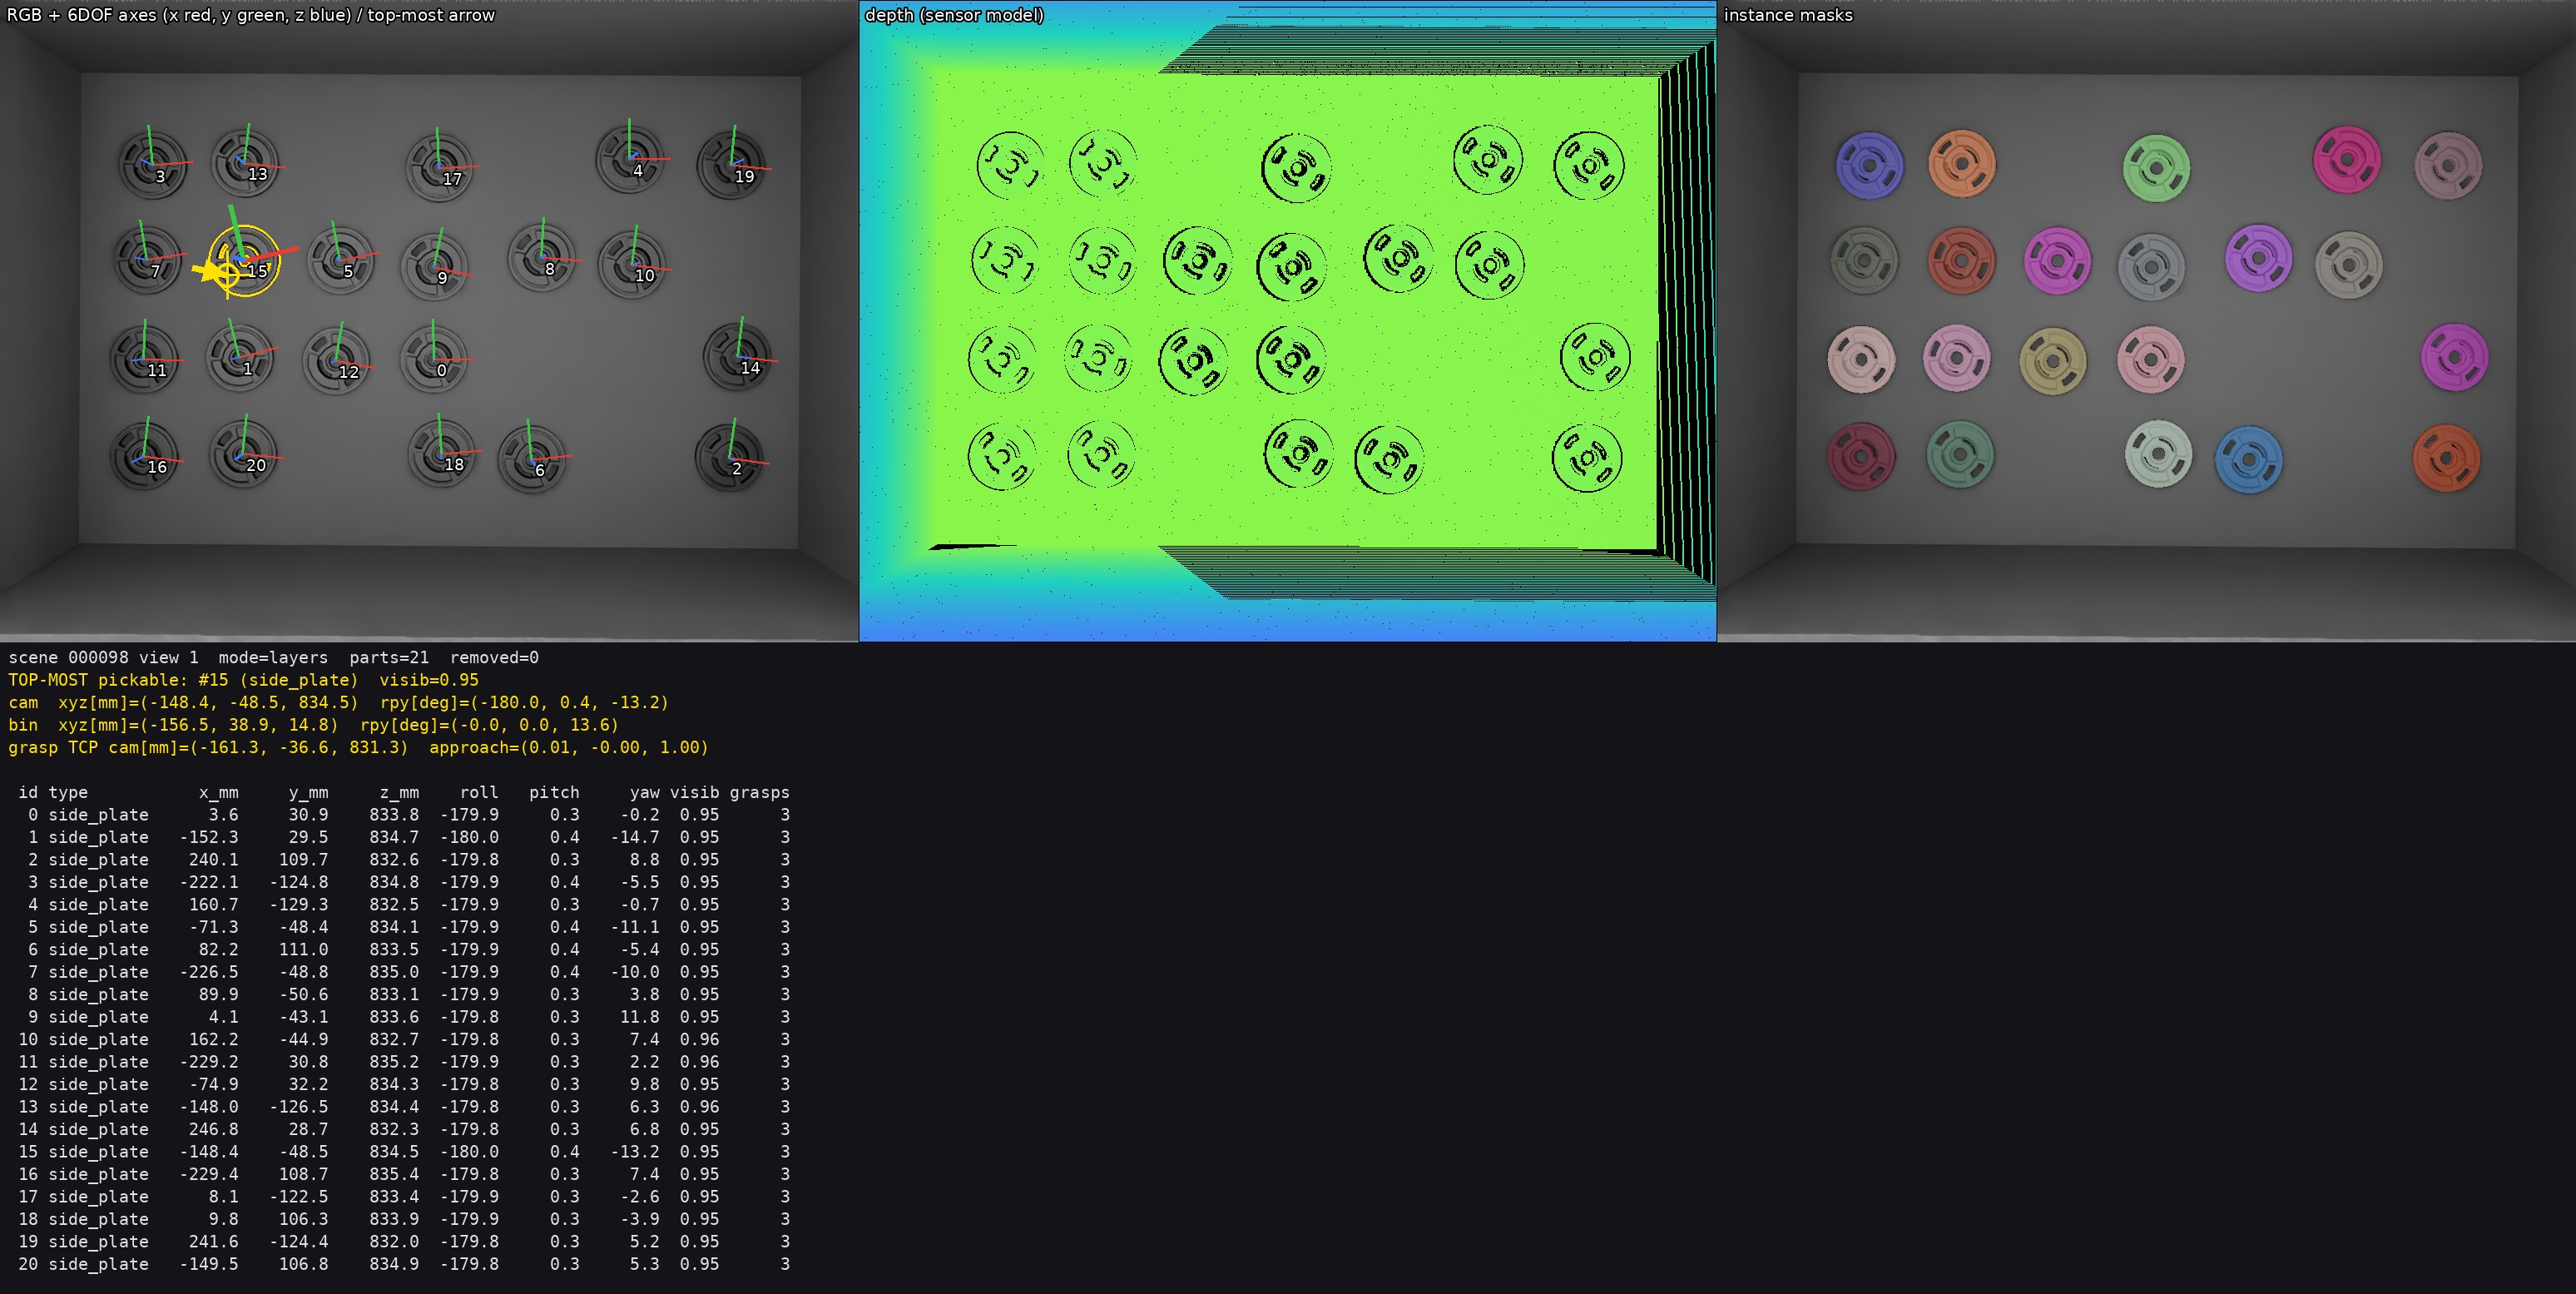 RGB + 6DOF axes (x red, y green, z blue) / top-most arrow
depth (sensor model)
instance masks
3
13
17
4
19
7
15
5
9
8
10
11
1
12
0
14
16
20
18
6
2
scene 000098 view 1  mode=layers  parts=21  removed=0
TOP-MOST pickable: #15 (side_plate)  visib=0.95
cam  xyz[mm]=(-148.4, -48.5, 834.5)  rpy[deg]=(-180.0, 0.4, -13.2)
bin  xyz[mm]=(-156.5, 38.9, 14.8)  rpy[deg]=(-0.0, 0.0, 13.6)
grasp TCP cam[mm]=(-161.3, -36.6, 831.3)  approach=(0.01, -0.00, 1.00)
id type x_mm y_mm z_mm roll pitch yaw visib grasps
0 side_plate 3.6 30.9 833.8 -179.9 0.3 -0.2 0.95 3
1 side_plate -152.3 29.5 834.7 -180.0 0.4 -14.7 0.95 3
2 side_plate 240.1 109.7 832.6 -179.8 0.3 8.8 0.95 3
3 side_plate -222.1 -124.8 834.8 -179.9 0.4 -5.5 0.95 3
4 side_plate 160.7 -129.3 832.5 -179.9 0.3 -0.7 0.95 3
5 side_plate -71.3 -48.4 834.1 -179.9 0.4 -11.1 0.95 3
6 side_plate 82.2 111.0 833.5 -179.9 0.4 -5.4 0.95 3
7 side_plate -226.5 -48.8 835.0 -179.9 0.4 -10.0 0.95 3
8 side_plate 89.9 -50.6 833.1 -179.9 0.3 3.8 0.95 3
9 side_plate 4.1 -43.1 833.6 -179.8 0.3 11.8 0.95 3
10 side_plate 162.2 -44.9 832.7 -179.8 0.3 7.4 0.96 3
11 side_plate -229.2 30.8 835.2 -179.9 0.3 2.2 0.96 3
12 side_plate -74.9 32.2 834.3 -179.8 0.3 9.8 0.95 3
13 side_plate -148.0 -126.5 834.4 -179.8 0.3 6.3 0.96 3
14 side_plate 246.8 28.7 832.3 -179.8 0.3 6.8 0.95 3
15 side_plate -148.4 -48.5 834.5 -180.0 0.4 -13.2 0.95 3
16 side_plate -229.4 108.7 835.4 -179.8 0.3 7.4 0.95 3
17 side_plate 8.1 -122.5 833.4 -179.9 0.3 -2.6 0.95 3
18 side_plate 9.8 106.3 833.9 -179.9 0.3 -3.9 0.95 3
19 side_plate 241.6 -124.4 832.0 -179.8 0.3 5.2 0.95 3
20 side_plate -149.5 106.8 834.9 -179.8 0.3 5.3 0.95 3